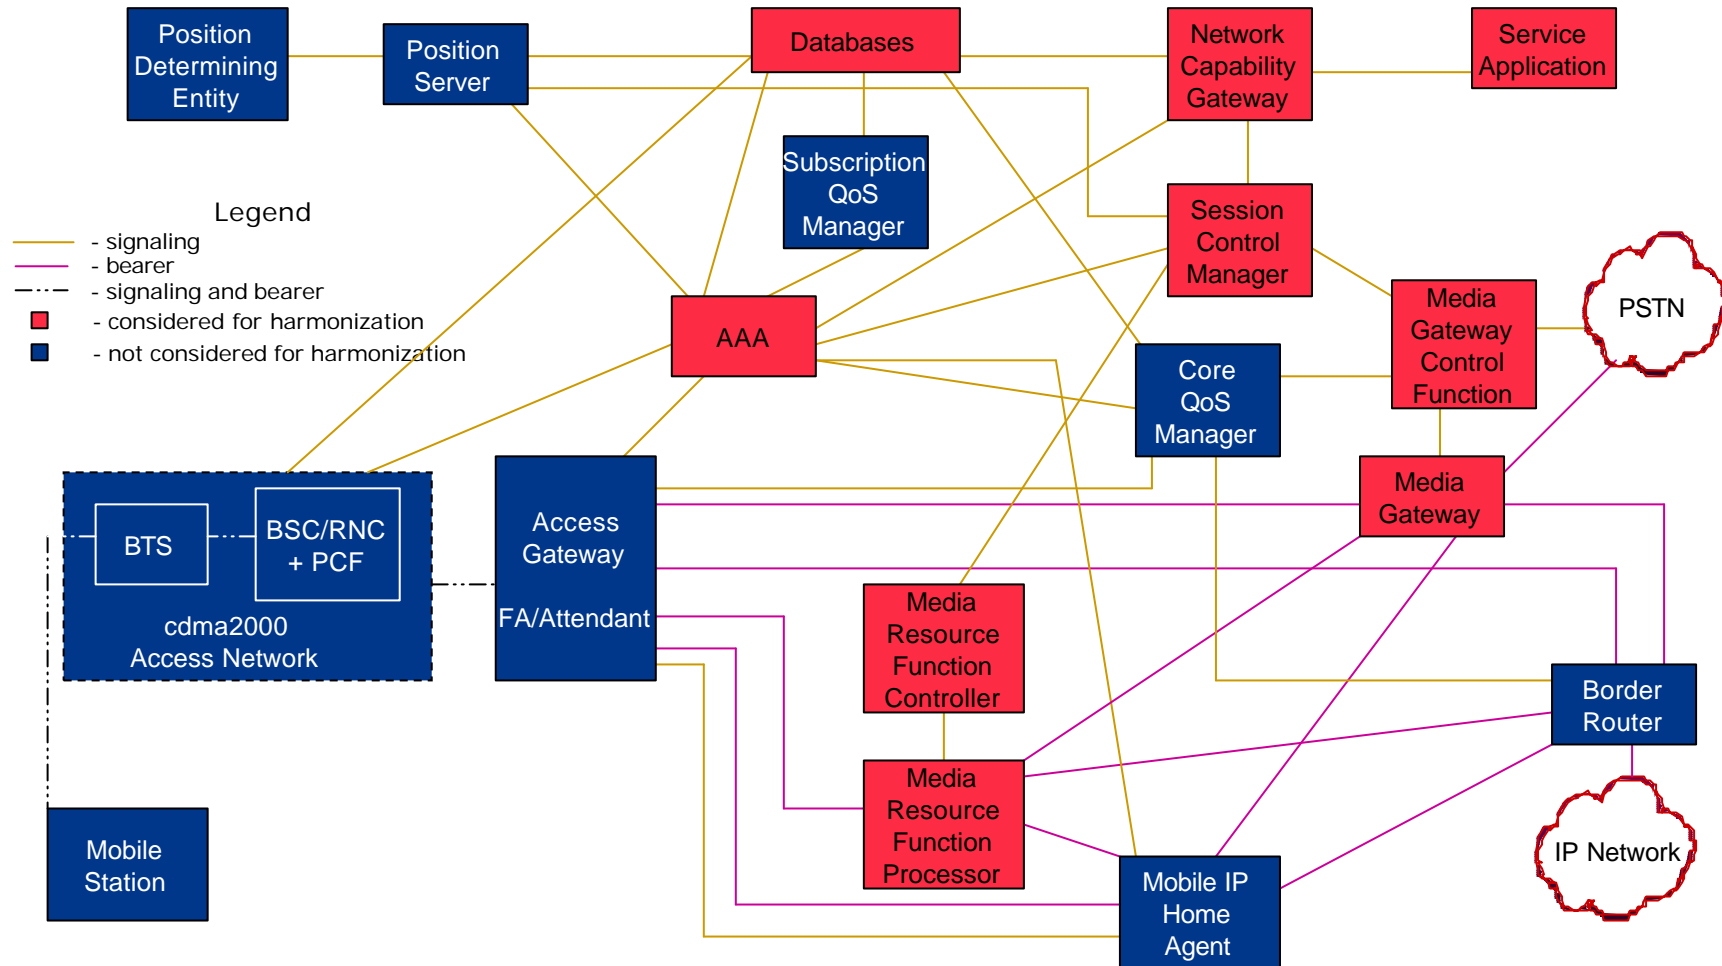 Position
Determining
Entity
Position
Server
Databases
Network
Capability
Gateway
Service
Application
Subscription
QoS
Manager
Session
Control
Manager
Legend
- signaling
- bearer
- signaling and bearer
- considered for harmonization
- not considered for harmonization
AAA
Media
Gateway
Control
Function
PSTN
Core
QoS
Manager
Media
Gateway
BTS
BSC/RNC
+ PCF
cdma2000
Access Network
Access
Gateway
FA/Attendant
Media
Resource
Function
Controller
Border
Router
Media
Resource
Function
Processor
IP Network
Mobile
Station
Mobile IP
Home
Agent